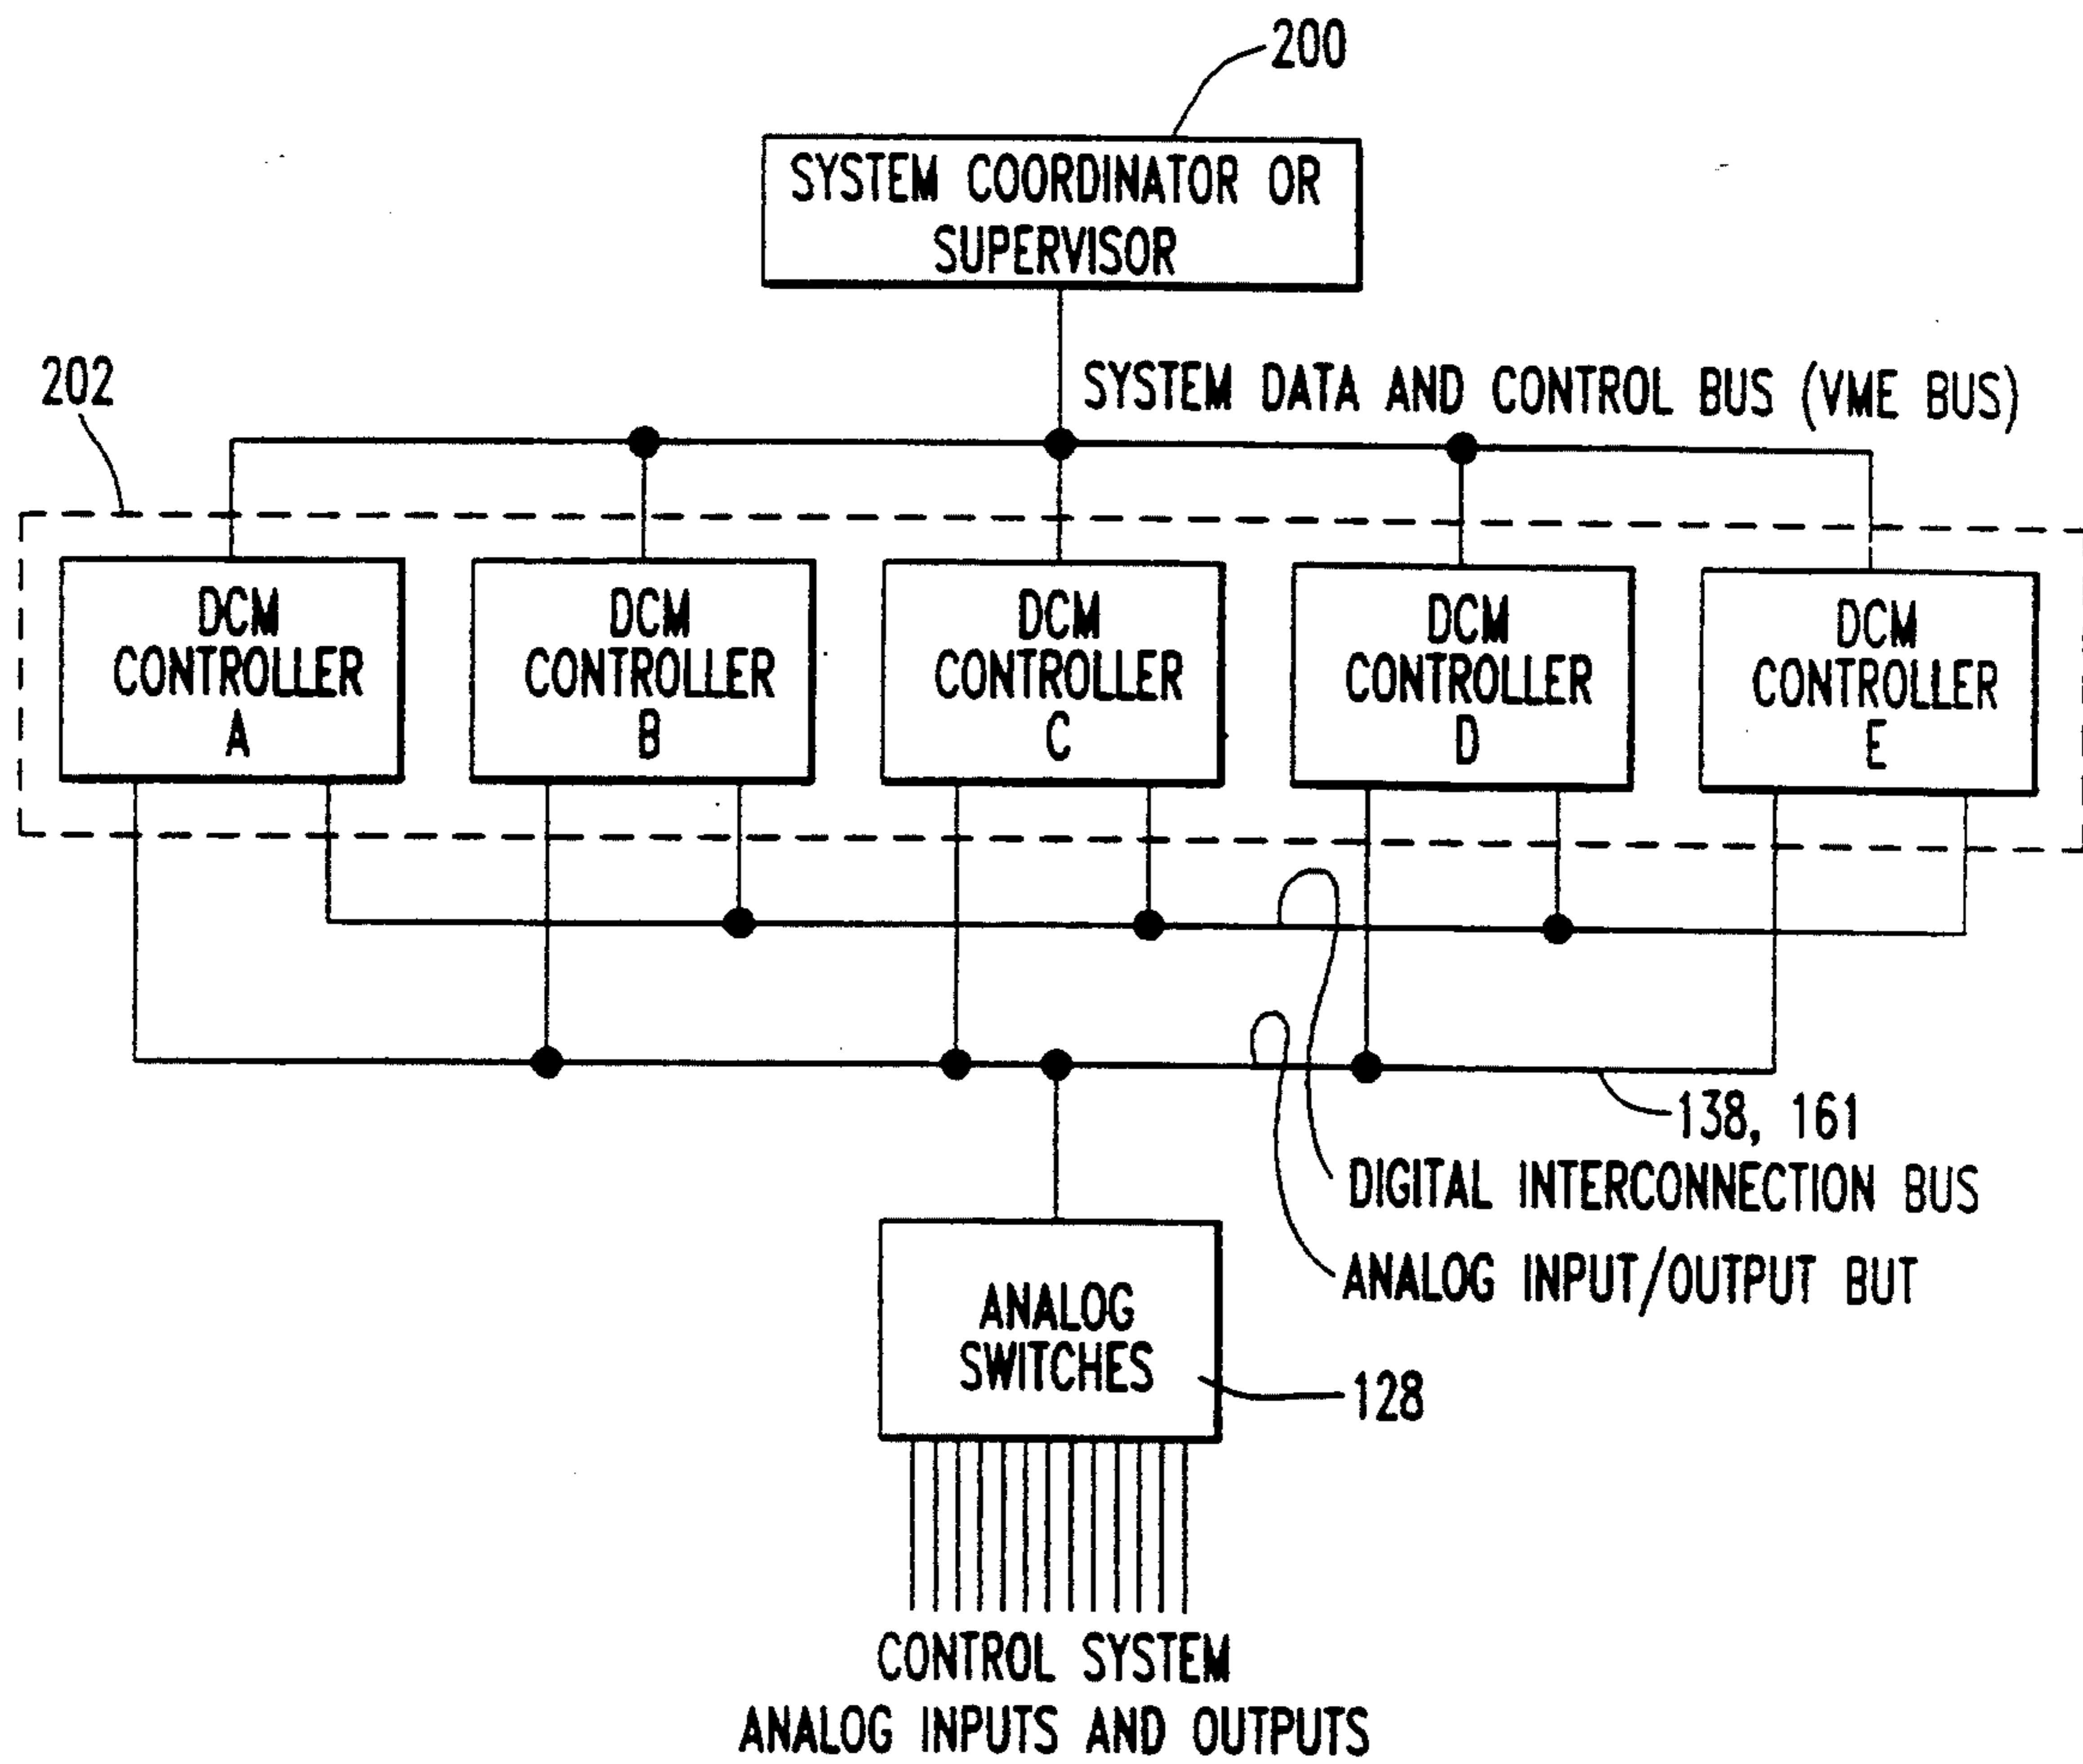 200
SYSTEM COORDINATOR OR
SUPERVISOR
202
SYSTEM DATA AND CONTROL BUS (VME BUS)
DCM
CONTROLLER
A
DCM
CONTROLLER
B
DCM
CONTROLLER
C
DCM
CONTROLLER
D
DCM
CONTROLLER
E
138, 161
DIGITAL INTERCONNECTION BUS
ANALOG INPUT/OUTPUT BUT
ANALOG
SWITCHES
128
CONTROL SYSTEM
ANALOG INPUTS AND OUTPUTS